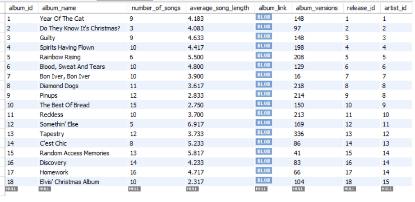 album_id album_name number_of_songs average_song_length album_link album_versions release_id artist_id
1 Year Of The Cat 9 4.183 BLOB 148 1 1
2 Do They Know It's Christmas? 3 4.083 BLOB 97 2 2
3 Guilty 9 4.633 BLOB 148 3 3
4 Spirits Having Flown 10 4.417 BLOB 198 4 4
5 Rainbow Rising 6 5.500 BLOB 208 5 5
6 Blood, Sweat And Tears 10 4.800 BLOB 129 6 6
7 Bon Iver, Bon Iver 10 3.900 BLOB 16 7 7
8 Diamond Dogs 11 3.617 BLOB 218 8 8
9 Pinups 12 2.833 BLOB 214 9 8
10 The Best Of Bread 15 2.750 BLOB 150 10 9
11 Reckless 10 3.700 BLOB 213 11 10
12 Somethin' Else 5 6.917 BLOB 169 12 11
13 Tapestry 12 3.733 BLOB 336 13 12
14 C'est Chic 8 5.233 BLOB 86 14 13
15 Random Access Memories 13 5.817 BLOB 41 15 14
16 Discovery 14 4.233 BLOB 83 16 14
17 Homework 16 4.717 BLOB 66 17 14
18 Elvis' Christmas Album 10 2.317 BLOB 104 18 15
NULL NULL NULL NULL NULL NULL NULL NULL